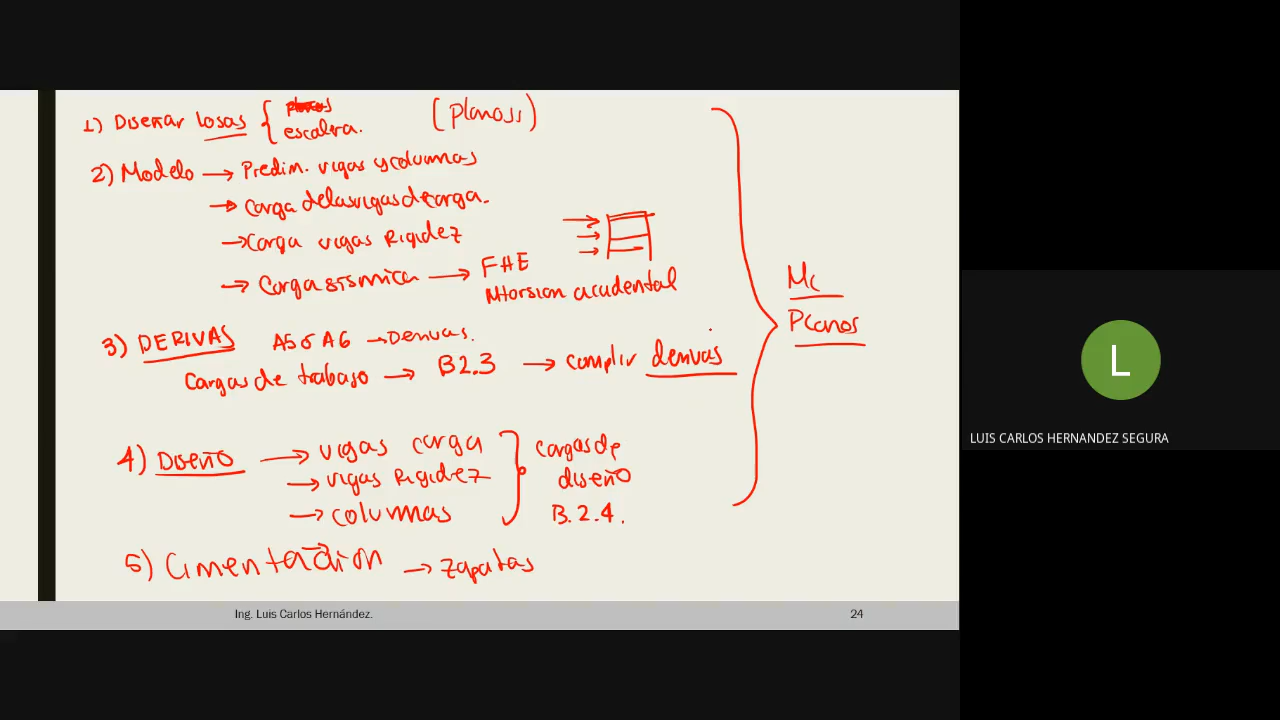 1) Diseñar losas { escalera. (Planoss)
2) Modelo → Predim. vigas y columnas
→ carga de las vigas de carga.
→ carga vigas Rigidez
→ Carga sísmica → FHE
torsion accidental
3) DERIVAS A5 o A6 → Derivas.
Cargas de trabajo → B2.3 → cumplir derivas
Mc
Planos
4) Diseño → vigas carga
→ vigas Rigidez
→ columnas
cargas de
diseño
B.2.4.
5) Cimentación → zapatas
Ing. Luis Carlos Hernández. 24
L
LUIS CARLOS HERNANDEZ SEGURA